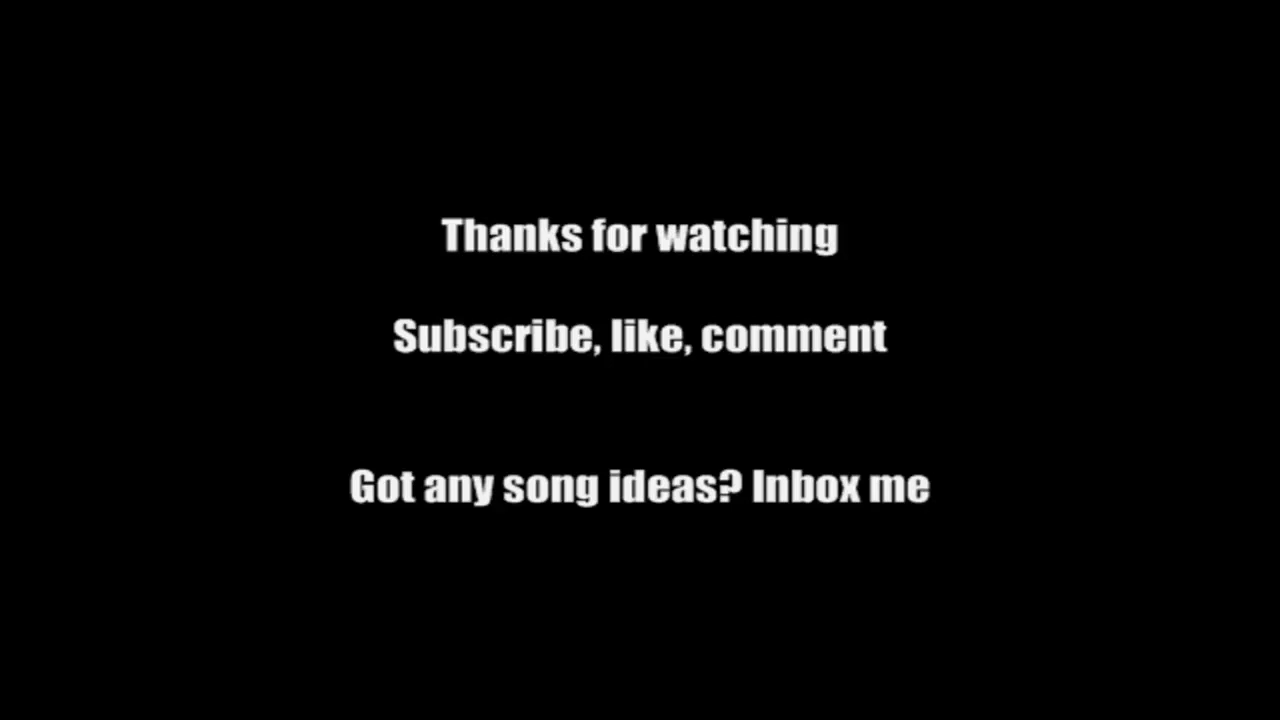 Thanks for watching
Subscribe, like, comment
Got any song ideas? Inbox me